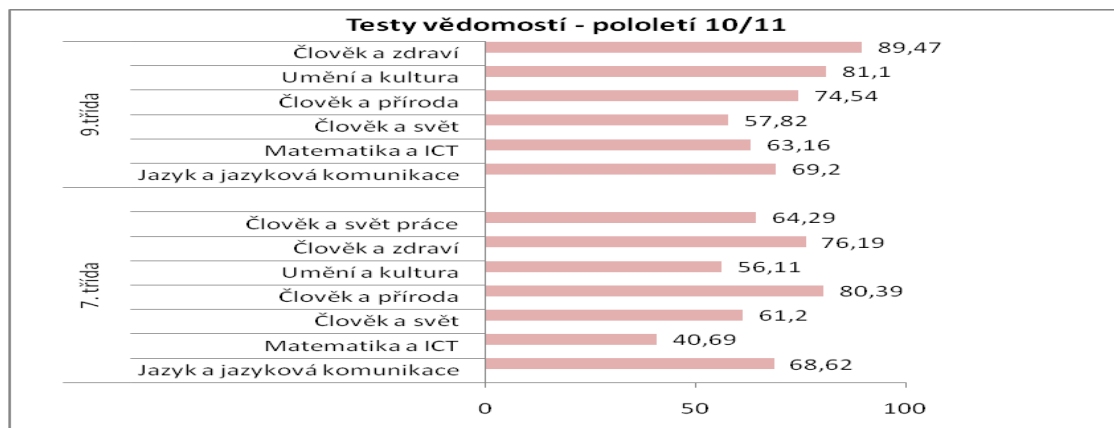 Testy vědomostí - pololetí 10/11
9.třída
Člověk a zdraví 89,47
Umění a kultura 81,1
Člověk a příroda 74,54
Člověk a svět 57,82
Matematika a ICT 63,16
Jazyk a jazyková komunikace 69,2
7. třída
Člověk a svět práce 64,29
Člověk a zdraví 76,19
Umění a kultura 56,11
Člověk a příroda 80,39
Člověk a svět 61,2
Matematika a ICT 40,69
Jazyk a jazyková komunikace 68,62
0 50 100